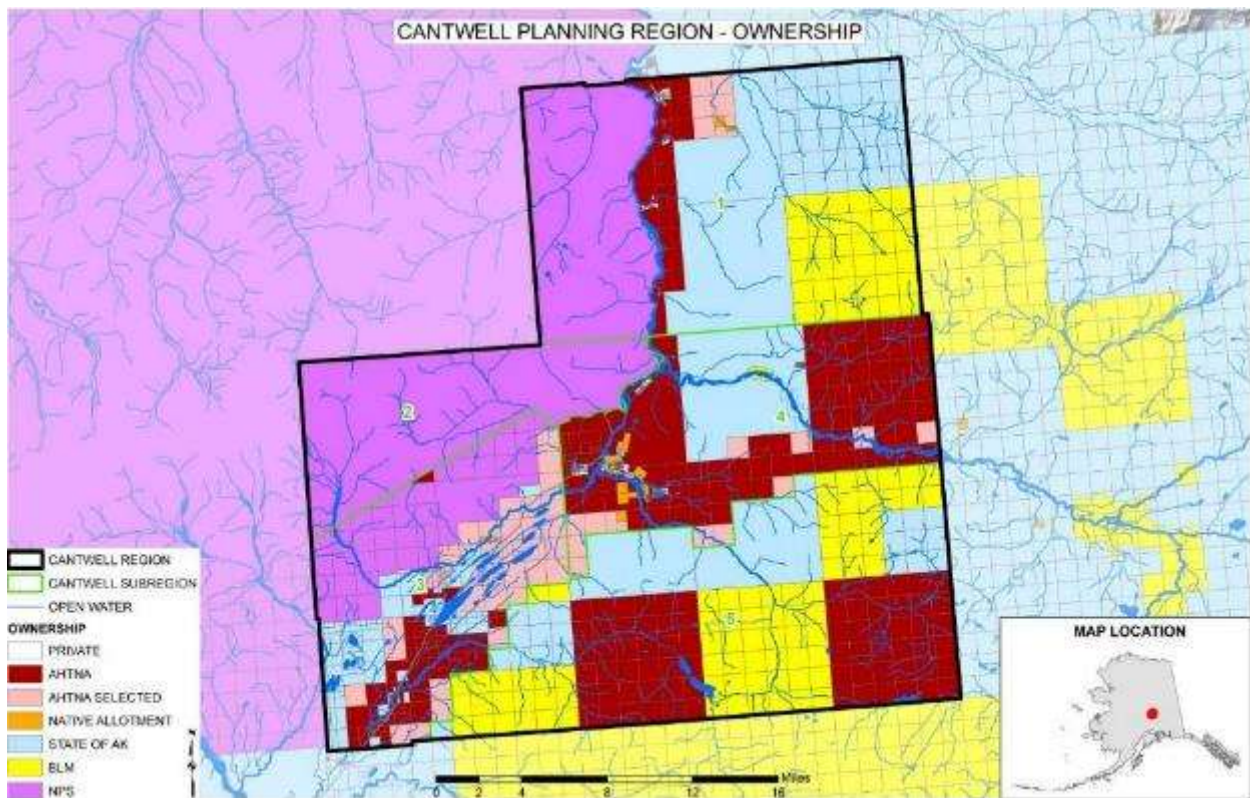 CANTWELL PLANNING REGION - OWNERSHIP
1
2
4
3
5
CANTWELL REGION
CANTWELL SUBREGION
OPEN WATER
OWNERSHIP
PRIVATE
AHTNA
AHTNA SELECTED
NATIVE ALLOTMENT
STATE OF AK
BLM
NPS
MAP LOCATION
0 2 4 8 12 16 Miles